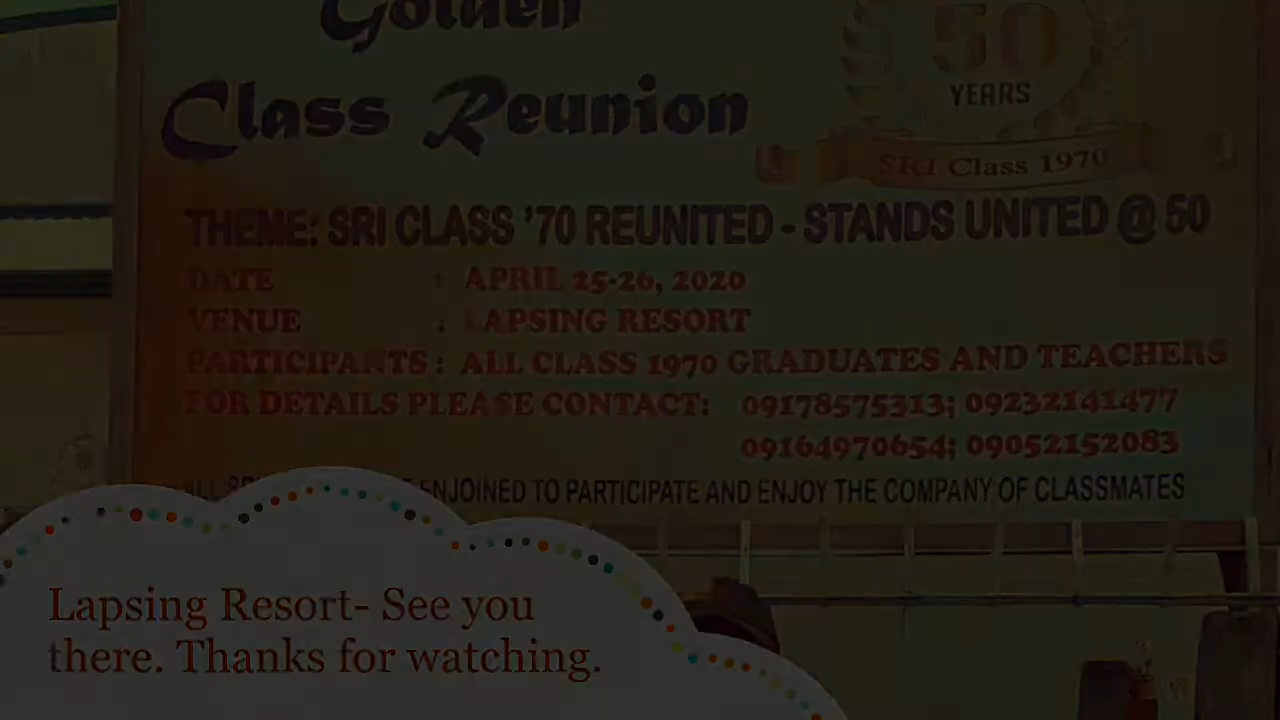 Golden
Class Reunion
50
YEARS
SRI Class 1970
THEME: SRI CLASS '70 REUNITED - STANDS UNITED @ 50
DATE : APRIL 25-26, 2020
VENUE : LAPSING RESORT
PARTICIPANTS : ALL CLASS 1970 GRADUATES AND TEACHERS
FOR DETAILS PLEASE CONTACT: 09178575313; 09232141477
09164970654; 09052152083
ENJOINED TO PARTICIPATE AND ENJOY THE COMPANY OF CLASSMATES
Lapsing Resort- See you
there. Thanks for watching.